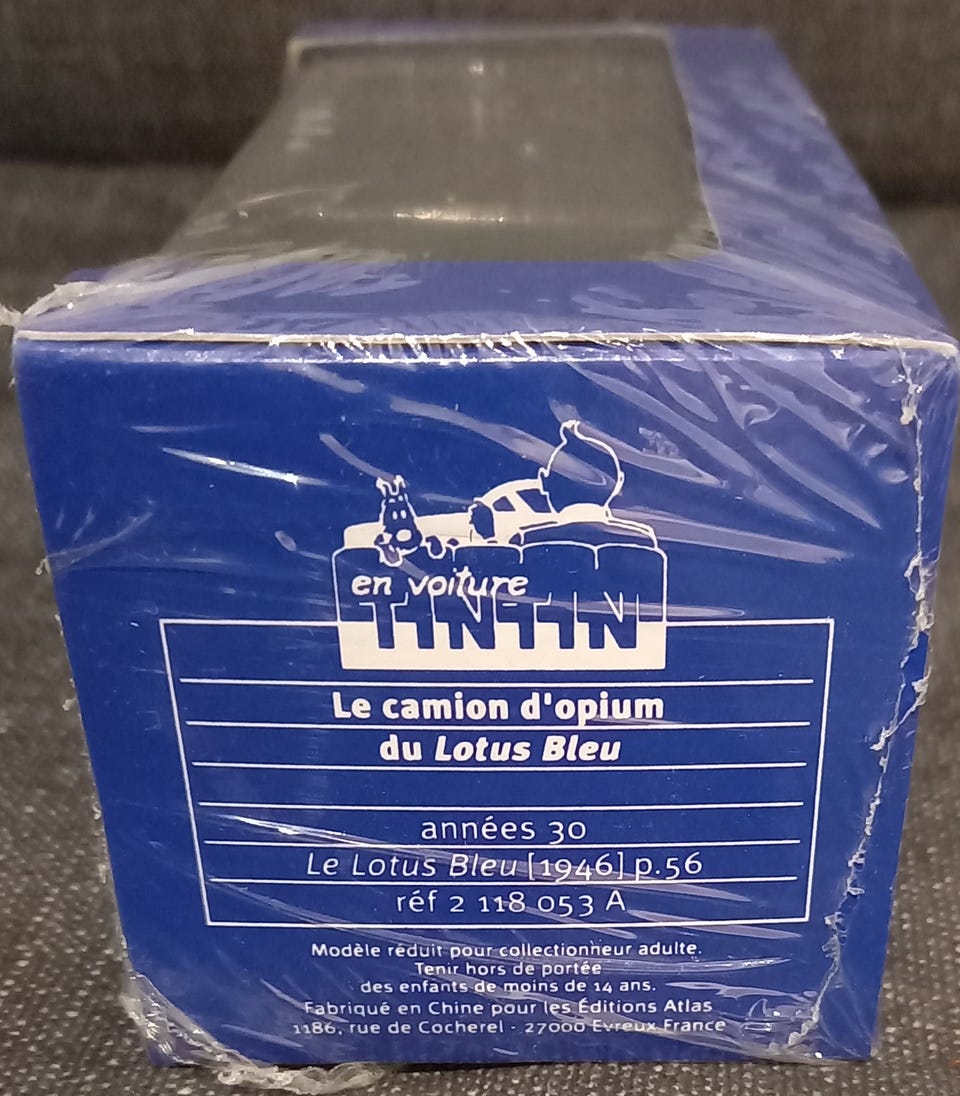 en voiture
TINTIN
Le camion d'opium
du Lotus Bleu
années 30
Le Lotus Bleu [1946] p.56
réf 2 118 053 A
Modèle réduit pour collectionneur adulte.
Tenir hors de portée
des enfants de moins de 14 ans.
Fabriqué en Chine pour les Éditions Atlas
1186, rue de Cocherel - 27000 Evreux France